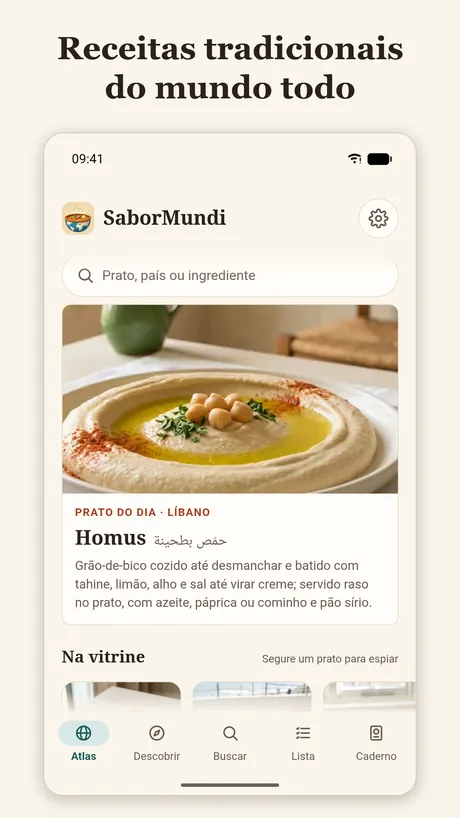 Receitas tradicionais
do mundo todo
09:41
SaborMundi
Prato, país ou ingrediente
PRATO DO DIA · LÍBANO
Homus حمّص بطحينة
Grão-de-bico cozido até desmanchar e batido com
tahine, limão, alho e sal até virar creme; servido raso
no prato, com azeite, páprica ou cominho e pão sírio.
Na vitrine
Segure um prato para espiar
Atlas
Descobrir
Buscar
Lista
Caderno